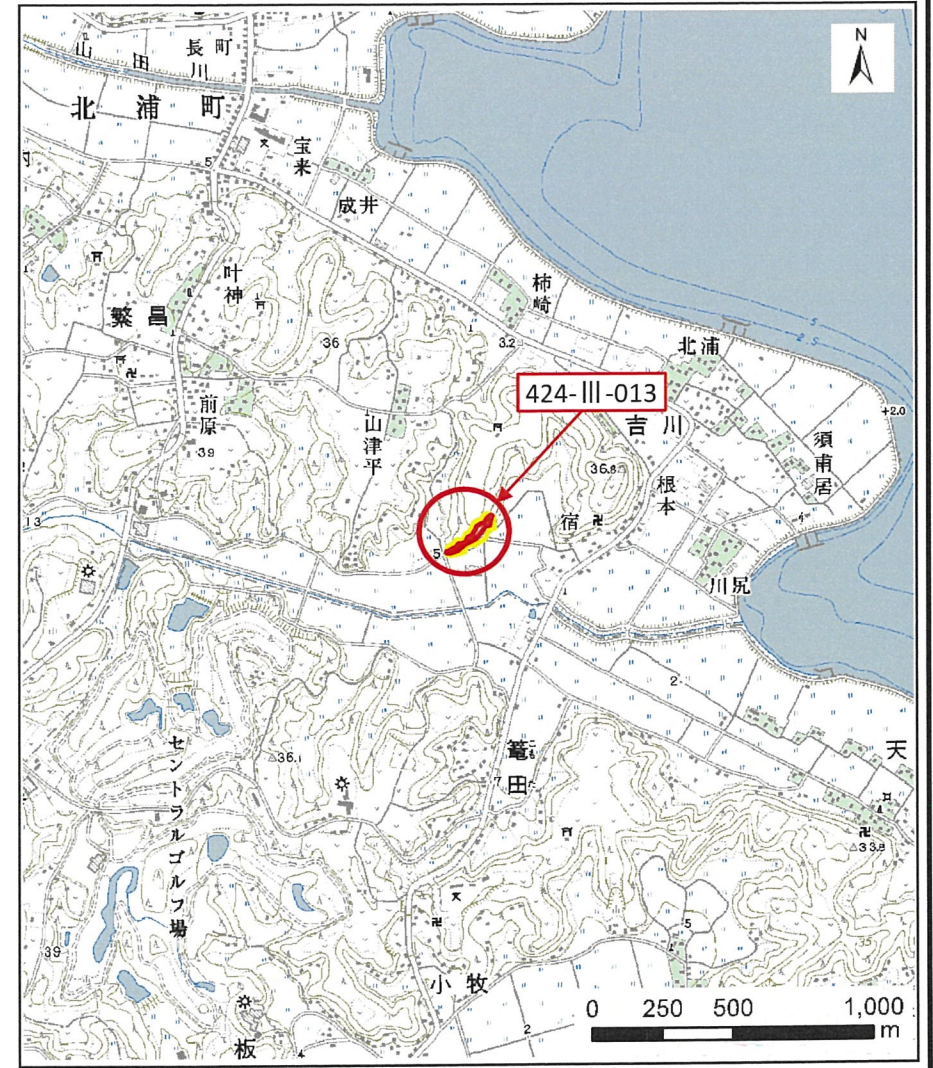 N
山田川
長町
北浦町
宝来
5
成井
叶神
柿崎
繁昌
36
3.2
北浦
424-Ⅲ-013
吉川
+2.0
前原
山津平
39
須甫居
36.8
根本
宿
13
5
川尻
2
セントラルゴルフ場
36.1
篭田
7
天
33.8
39
5
小牧
2
板
4
0 250 500 1,000
m